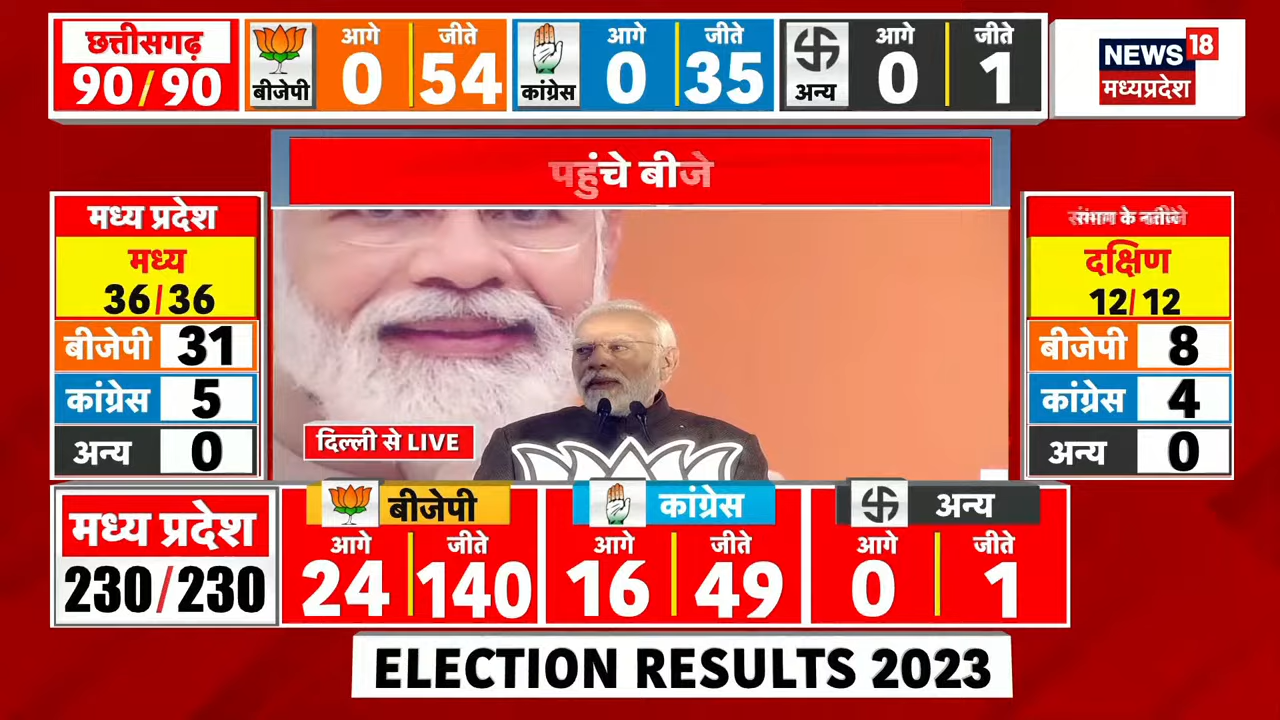 छत्तीसगढ़
90/90
बीजेपी
आगे
0
जीते
54
कांग्रेस
आगे
0
जीते
35
अन्य
आगे
0
जीते
1
NEWS 18
मध्यप्रदेश
पहुंचे बीजे
मध्य प्रदेश
मध्य
36/36
बीजेपी 31
कांग्रेस 5
अन्य 0
के नतीजे
दक्षिण
12/12
बीजेपी 8
कांग्रेस 4
अन्य 0
दिल्ली से LIVE
मध्य प्रदेश
230/230
बीजेपी
आगे
24
जीते
140
कांग्रेस
आगे
16
जीते
49
अन्य
आगे
0
जीते
1
ELECTION RESULTS 2023